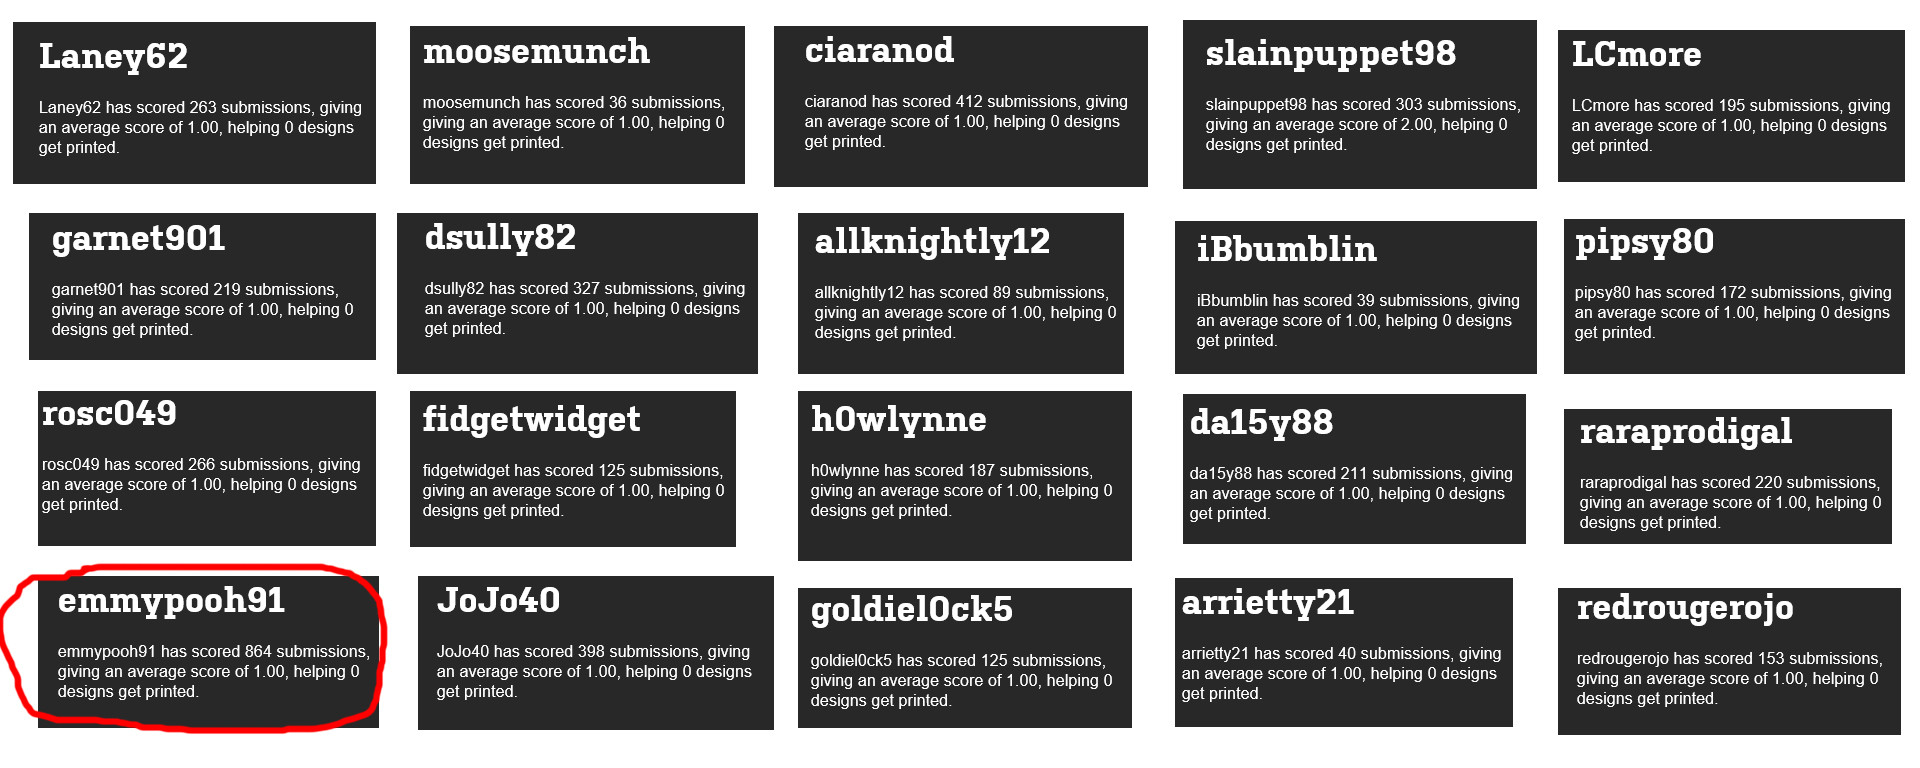 Laney62
Laney62 has scored 263 submissions, giving
an average score of 1.00, helping 0 designs
get printed.
moosemunch
moosemunch has scored 36 submissions,
giving an average score of 1.00, helping 0
designs get printed.
ciaranod
ciaranod has scored 412 submissions, giving
an average score of 1.00, helping 0 designs
get printed.
slainpuppet98
slainpuppet98 has scored 303 submissions,
giving an average score of 2.00, helping 0
designs get printed.
LCmore
LCmore has scored 195 submissions, giving
an average score of 1.00, helping 0 designs
get printed.
garnet901
garnet901 has scored 219 submissions,
giving an average score of 1.00, helping 0
designs get printed.
dsully82
dsully82 has scored 327 submissions, giving
an average score of 1.00, helping 0 designs
get printed.
allknightly12
allknightly12 has scored 89 submissions,
giving an average score of 1.00, helping 0
designs get printed.
iBbumblin
iBbumblin has scored 39 submissions, giving
an average score of 1.00, helping 0 designs
get printed.
pipsy80
pipsy80 has scored 172 submissions, giving
an average score of 1.00, helping 0 designs
get printed.
rosc049
rosc049 has scored 266 submissions, giving
an average score of 1.00, helping 0 designs
get printed.
fidgetwidget
fidgetwidget has scored 125 submissions,
giving an average score of 1.00, helping 0
designs get printed.
h0wlynne
h0wlynne has scored 187 submissions,
giving an average score of 1.00, helping 0
designs get printed.
da15y88
da15y88 has scored 211 submissions, giving
an average score of 1.00, helping 0 designs
get printed.
raraprodigal
raraprodigal has scored 220 submissions,
giving an average score of 1.00, helping 0
designs get printed.
emmypooh91
emmypooh91 has scored 864 submissions,
giving an average score of 1.00, helping 0
designs get printed.
JoJo40
JoJo40 has scored 398 submissions, giving
an average score of 1.00, helping 0 designs
get printed.
goldiel0ck5
goldiel0ck5 has scored 125 submissions,
giving an average score of 1.00, helping 0
designs get printed.
arrietty21
arrietty21 has scored 40 submissions, giving
an average score of 1.00, helping 0 designs
get printed.
redrougerojo
redrougerojo has scored 153 submissions,
giving an average score of 1.00, helping 0
designs get printed.